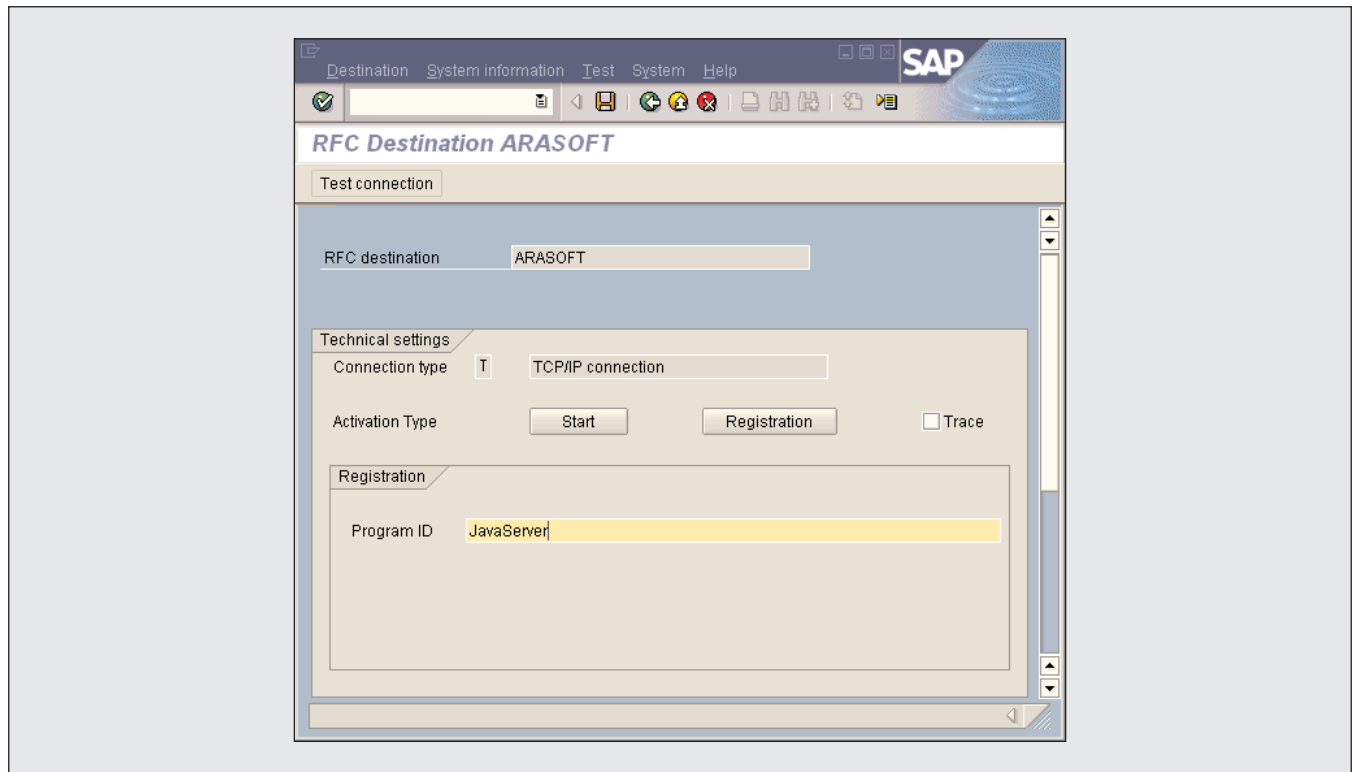 Destination System information Test System Help
SAP
RFC Destination ARASOFT
Test connection
RFC destination ARASOFT
Technical settings
Connection type T TCP/IP connection
Activation Type Start Registration Trace
Registration
Program ID JavaServer